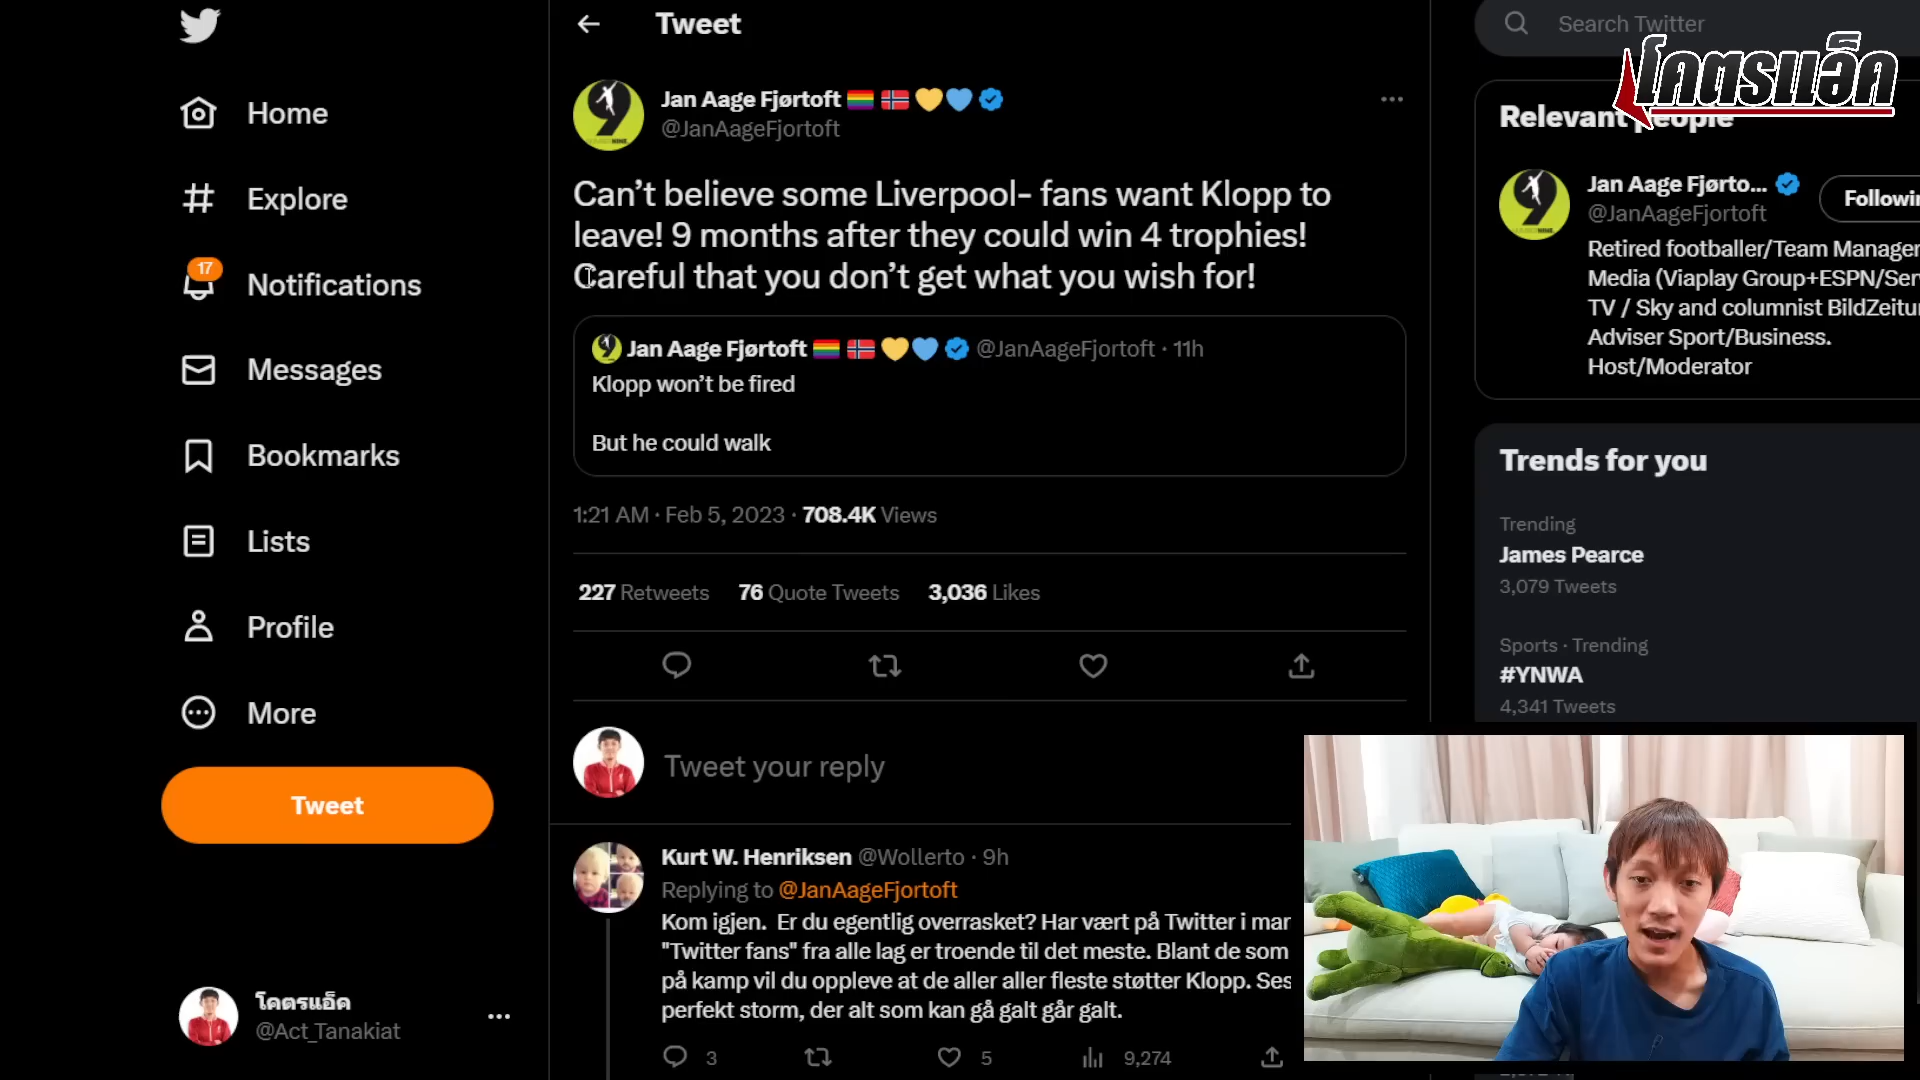 Tweet
Search Twitter
โคตรแอ็ค
Home
Explore
17
Notifications
Messages
Bookmarks
Lists
Profile
More
Tweet
โคตรแอ็ค
@Act_Tanakiat
Jan Aage Fjørtoft
@JanAageFjortoft
Can’t believe some Liverpool- fans want Klopp to
leave! 9 months after they could win 4 trophies!
Careful that you don’t get what you wish for!
Jan Aage Fjørtoft @JanAageFjortoft · 11h
Klopp won’t be fired
But he could walk
1:21 AM · Feb 5, 2023 · 708.4K Views
227 Retweets 76 Quote Tweets 3,036 Likes
Tweet your reply
Kurt W. Henriksen @Wollerto · 9h
Replying to @JanAageFjortoft
Kom igjen. Er du egentlig overrasket? Har vært på Twitter i mar
"Twitter fans" fra alle lag er troende til det meste. Blant de som
på kamp vil du oppleve at de aller aller fleste støtter Klopp. Ses
perfekt storm, der alt som kan gå galt går galt.
3 5 9,274
Relevant people
Jan Aage Fjørto...
@JanAageFjortoft
Followin
Retired footballer/Team Manager
Media (Viaplay Group+ESPN/Ser
TV / Sky and columnist BildZeitu
Adviser Sport/Business.
Host/Moderator
Trends for you
Trending
James Pearce
3,079 Tweets
Sports · Trending
#YNWA
4,341 Tweets